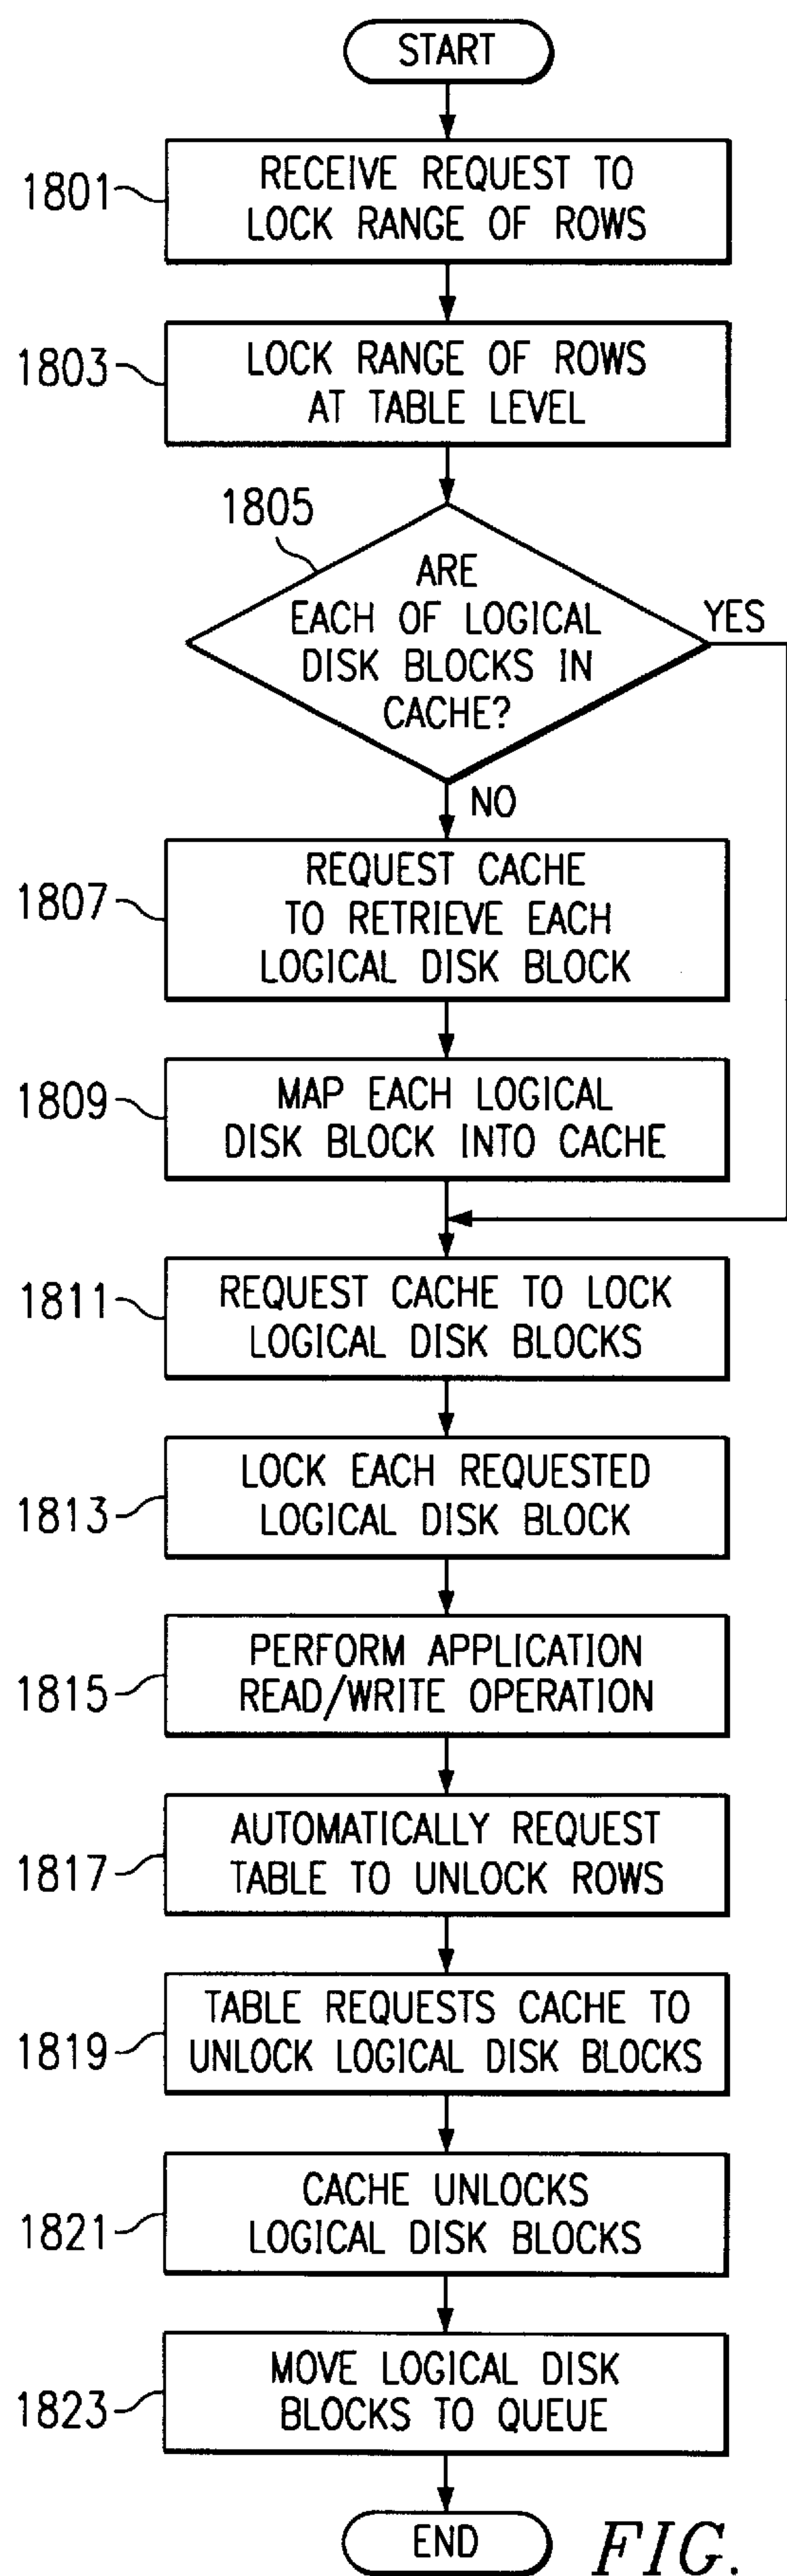 START
1801
RECEIVE REQUEST TO
LOCK RANGE OF ROWS
1803
LOCK RANGE OF ROWS
AT TABLE LEVEL
1805
ARE
EACH OF LOGICAL
DISK BLOCKS IN
CACHE?
YES
NO
1807
REQUEST CACHE
TO RETRIEVE EACH
LOGICAL DISK BLOCK
1809
MAP EACH LOGICAL
DISK BLOCK INTO CACHE
1811
REQUEST CACHE TO LOCK
LOGICAL DISK BLOCKS
1813
LOCK EACH REQUESTED
LOGICAL DISK BLOCK
1815
PERFORM APPLICATION
READ/WRITE OPERATION
1817
AUTOMATICALLY REQUEST
TABLE TO UNLOCK ROWS
1819
TABLE REQUESTS CACHE TO
UNLOCK LOGICAL DISK BLOCKS
1821
CACHE UNLOCKS
LOGICAL DISK BLOCKS
1823
MOVE LOGICAL DISK
BLOCKS TO QUEUE
END
FIG.